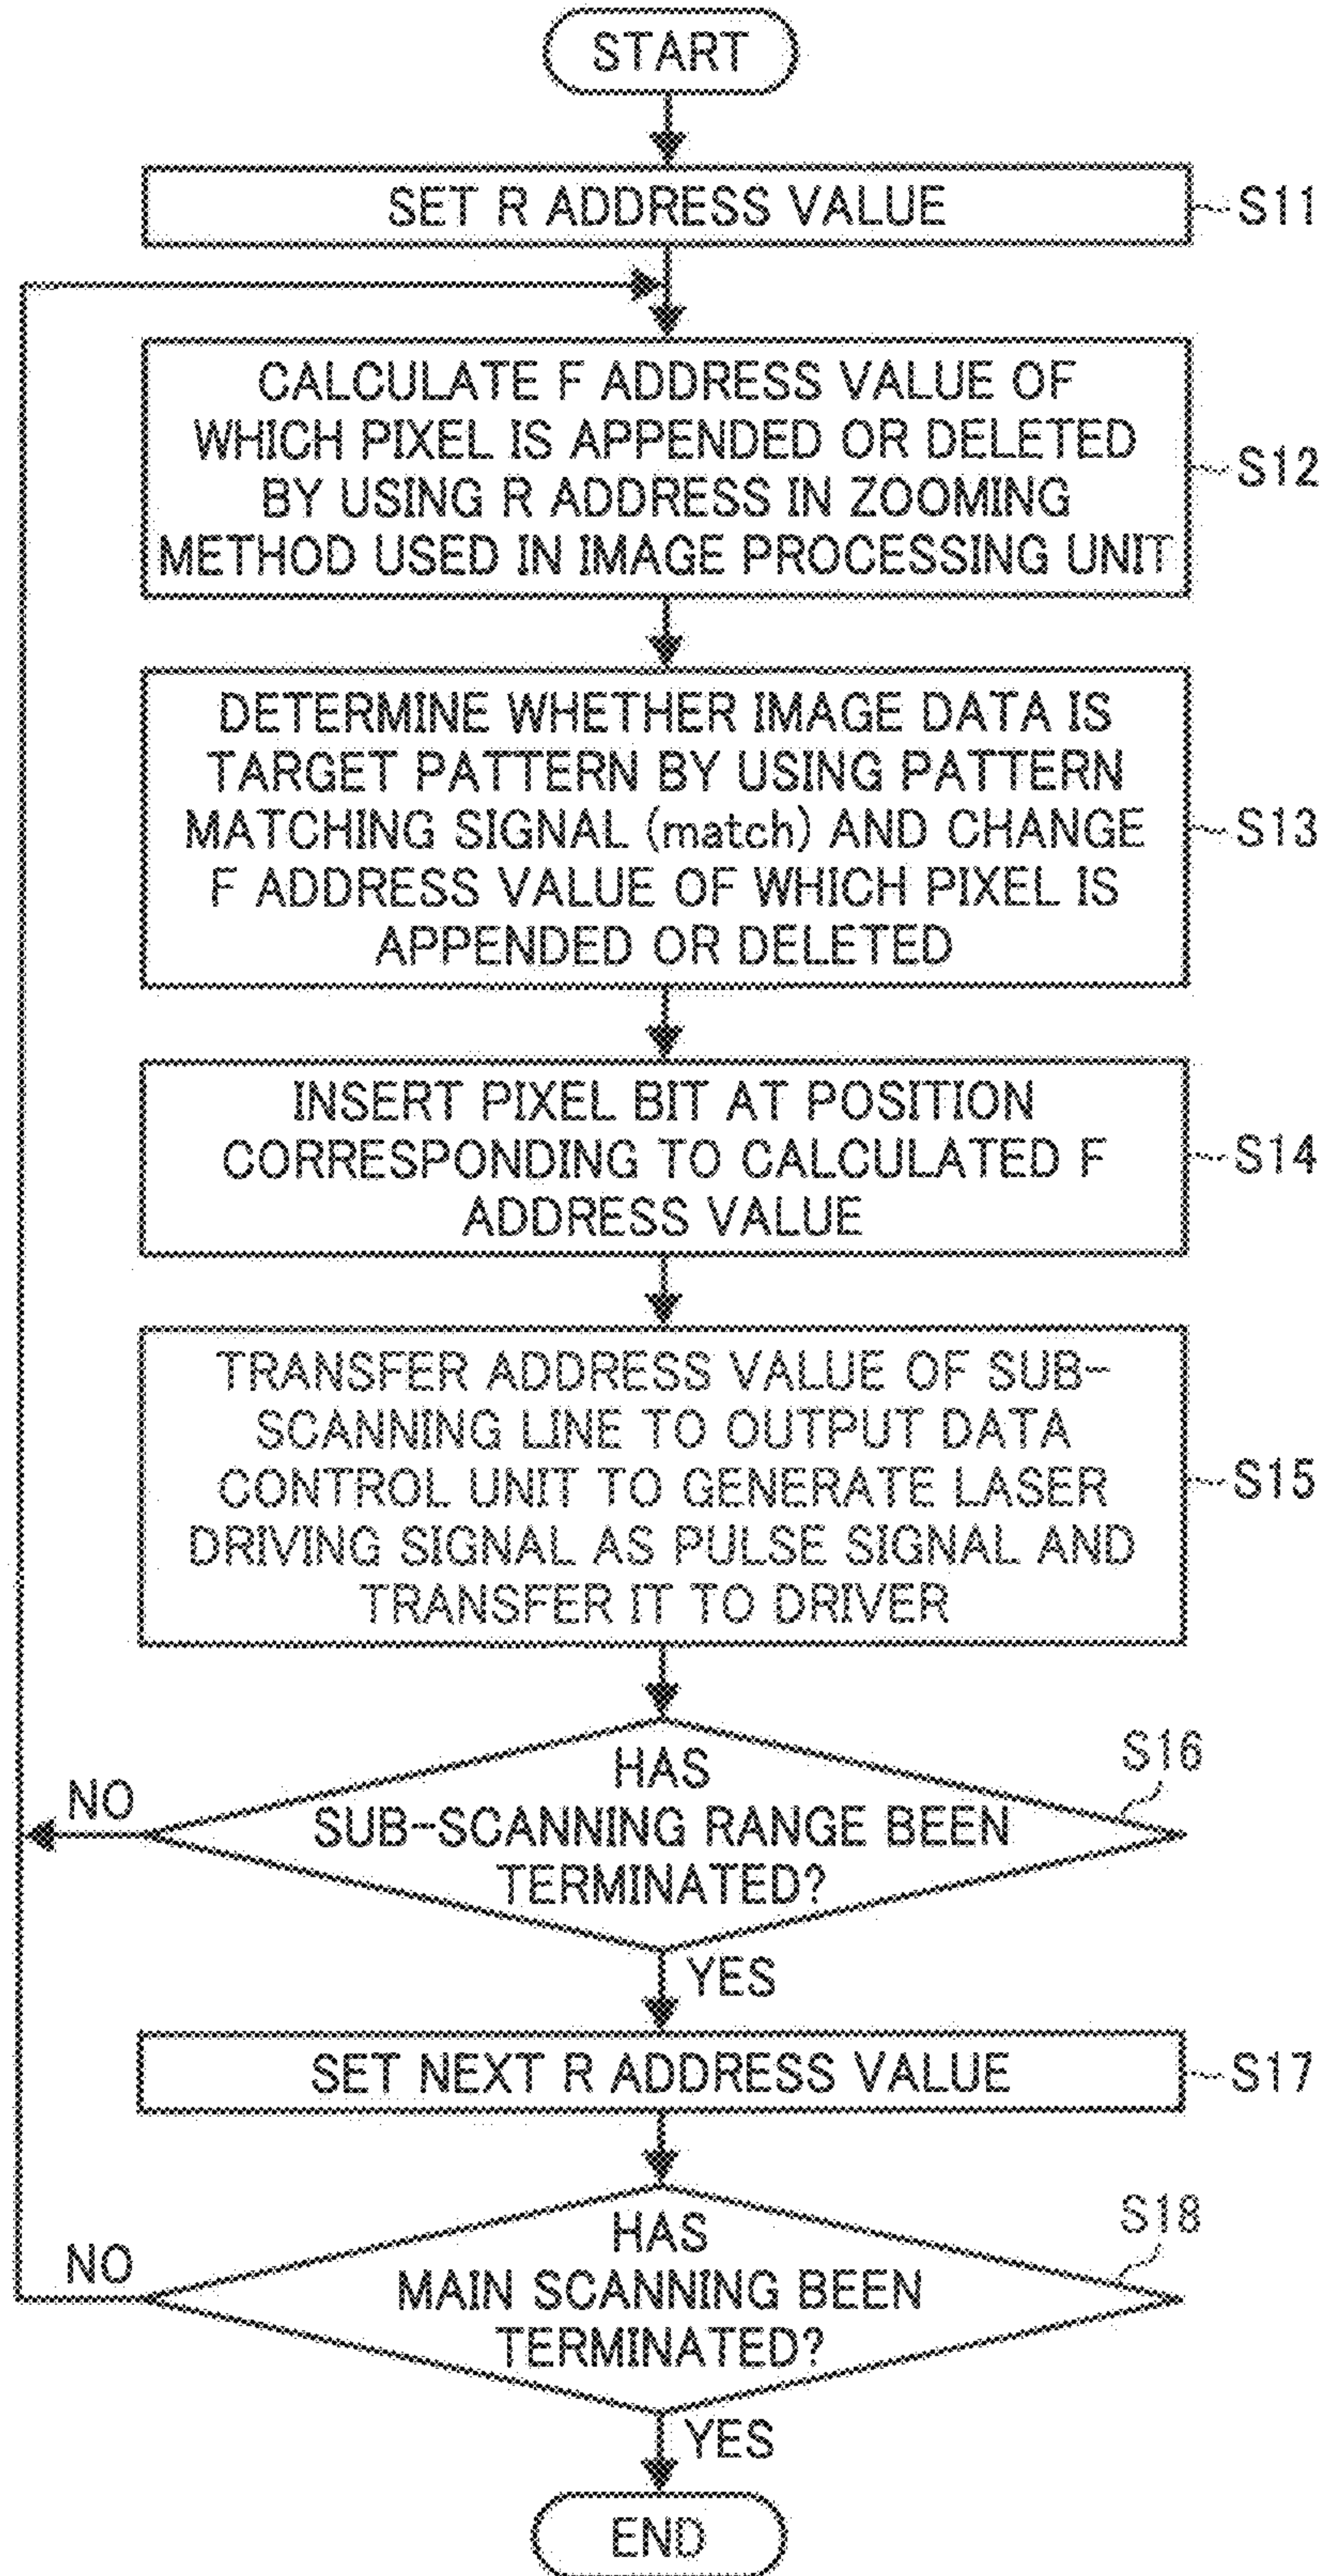 START
SET R ADDRESS VALUE
S11
CALCULATE F ADDRESS VALUE OF
WHICH PIXEL IS APPENDED OR DELETED
BY USING R ADDRESS IN ZOOMING
METHOD USED IN IMAGE PROCESSING UNIT
S12
DETERMINE WHETHER IMAGE DATA IS
TARGET PATTERN BY USING PATTERN
MATCHING SIGNAL (match) AND CHANGE
F ADDRESS VALUE OF WHICH PIXEL IS
APPENDED OR DELETED
S13
INSERT PIXEL BIT AT POSITION
CORRESPONDING TO CALCULATED F
ADDRESS VALUE
S14
TRANSFER ADDRESS VALUE OF SUB-
SCANNING LINE TO OUTPUT DATA
CONTROL UNIT TO GENERATE LASER
DRIVING SIGNAL AS PULSE SIGNAL AND
TRANSFER IT TO DRIVER
S15
HAS
SUB-SCANNING RANGE BEEN
TERMINATED?
S16
NO
YES
SET NEXT R ADDRESS VALUE
S17
HAS
MAIN SCANNING BEEN
TERMINATED?
S18
NO
YES
END